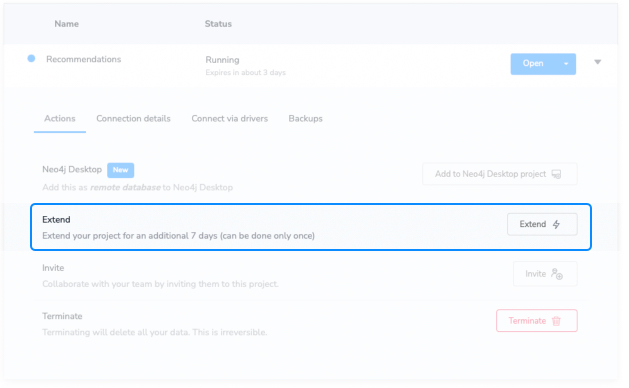 Name Status
Recommendations Running Open
Expires in about 3 days
Actions Connection details Connect via drivers Backups
Neo4j Desktop New Add to Neo4j Desktop project
Add this as remote database to Neo4j Desktop
Extend
Extend your project for an additional 7 days (can be done only once) Extend
Invite
Collaborate with your team by inviting them to this project. Invite
Terminate
Terminating will delete all your data. This is irreversible. Terminate